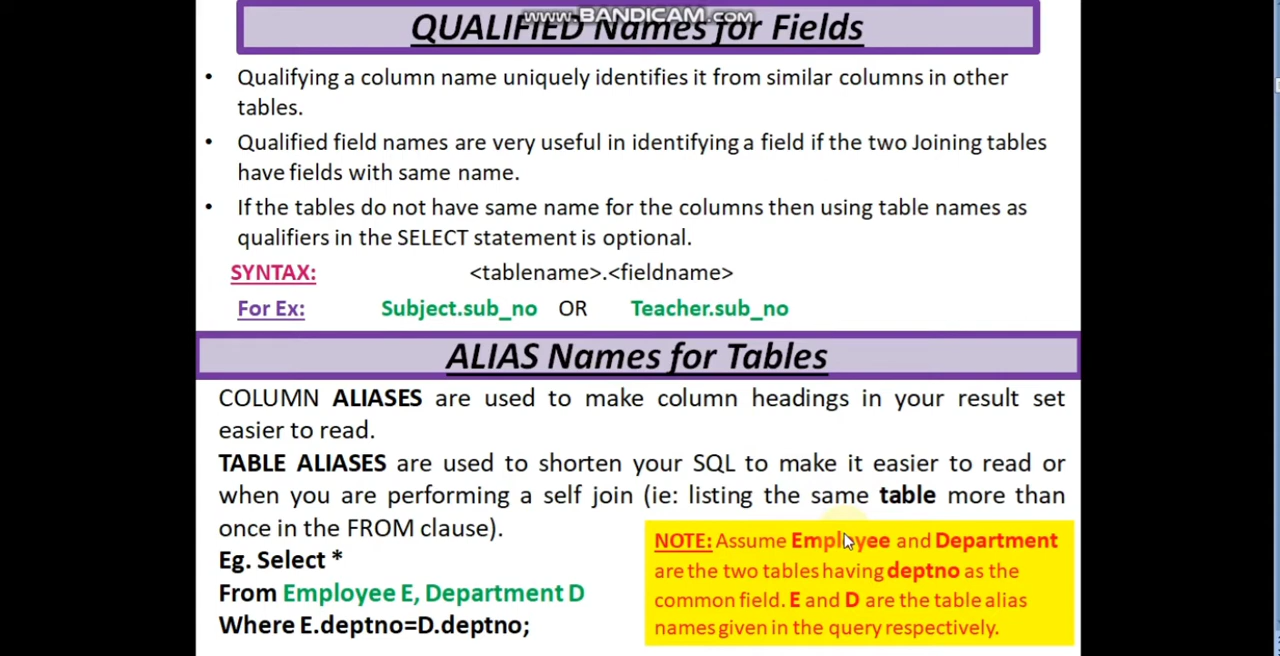 www.BANDICAM.com
QUALIFIED Names for Fields
• Qualifying a column name uniquely identifies it from similar columns in other
tables.
• Qualified field names are very useful in identifying a field if the two Joining tables
have fields with same name.
• If the tables do not have same name for the columns then using table names as
qualifiers in the SELECT statement is optional.
SYNTAX: <tablename>.<fieldname>
For Ex: Subject.sub_no OR Teacher.sub_no
ALIAS Names for Tables
COLUMN ALIASES are used to make column headings in your result set
easier to read.
TABLE ALIASES are used to shorten your SQL to make it easier to read or
when you are performing a self join (ie: listing the same table more than
once in the FROM clause).
Eg. Select *
From Employee E, Department D
Where E.deptno=D.deptno;
NOTE: Assume Employee and Department
are the two tables having deptno as the
common field. E and D are the table alias
names given in the query respectively.